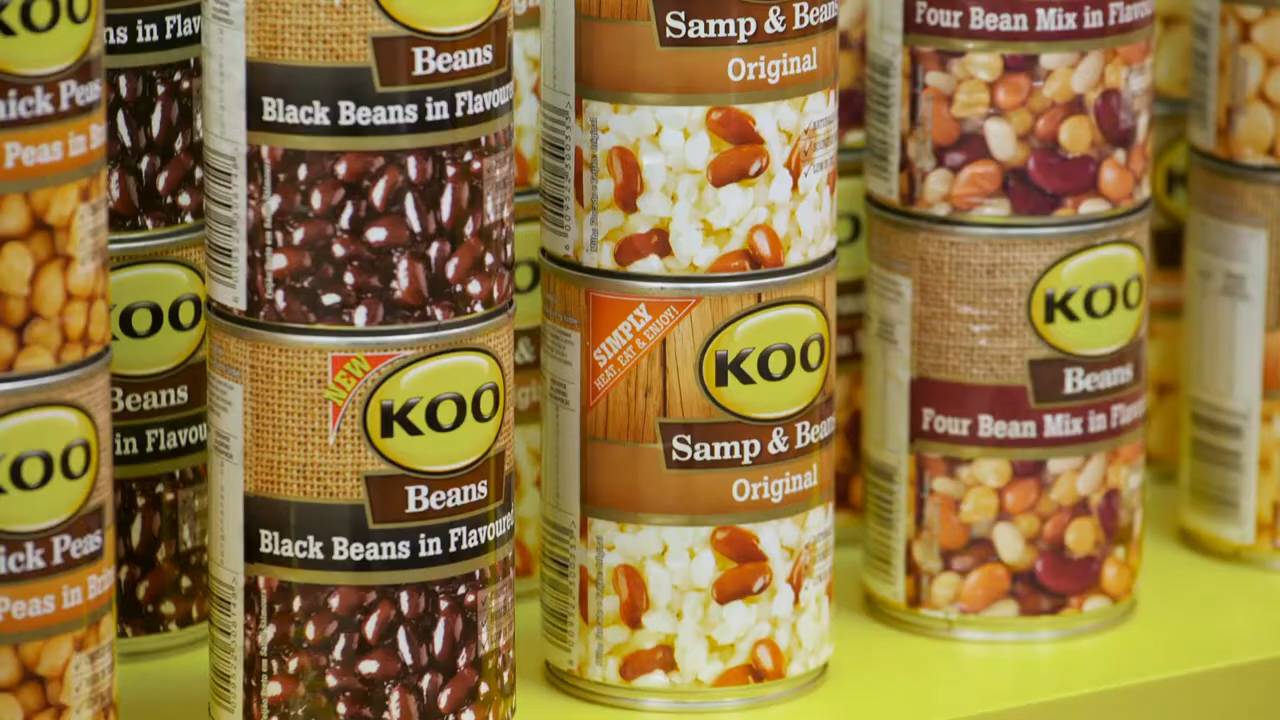 KOO
hick Peas
Peas in Br
KOO
ick Peas
Peas in Bri
ns in Flav
KOO
Beans
in Flavou
Beans
Black Beans in Flavoured
NEW
KOO
Beans
Black Beans in Flavoured
Samp & Beans
Original
SIMPLY
HEAT, EAT & ENJOY!
KOO
Samp & Bean
Original
Four Bean Mix in Flavou
KOO
Beans
Four Bean Mix in Flavou